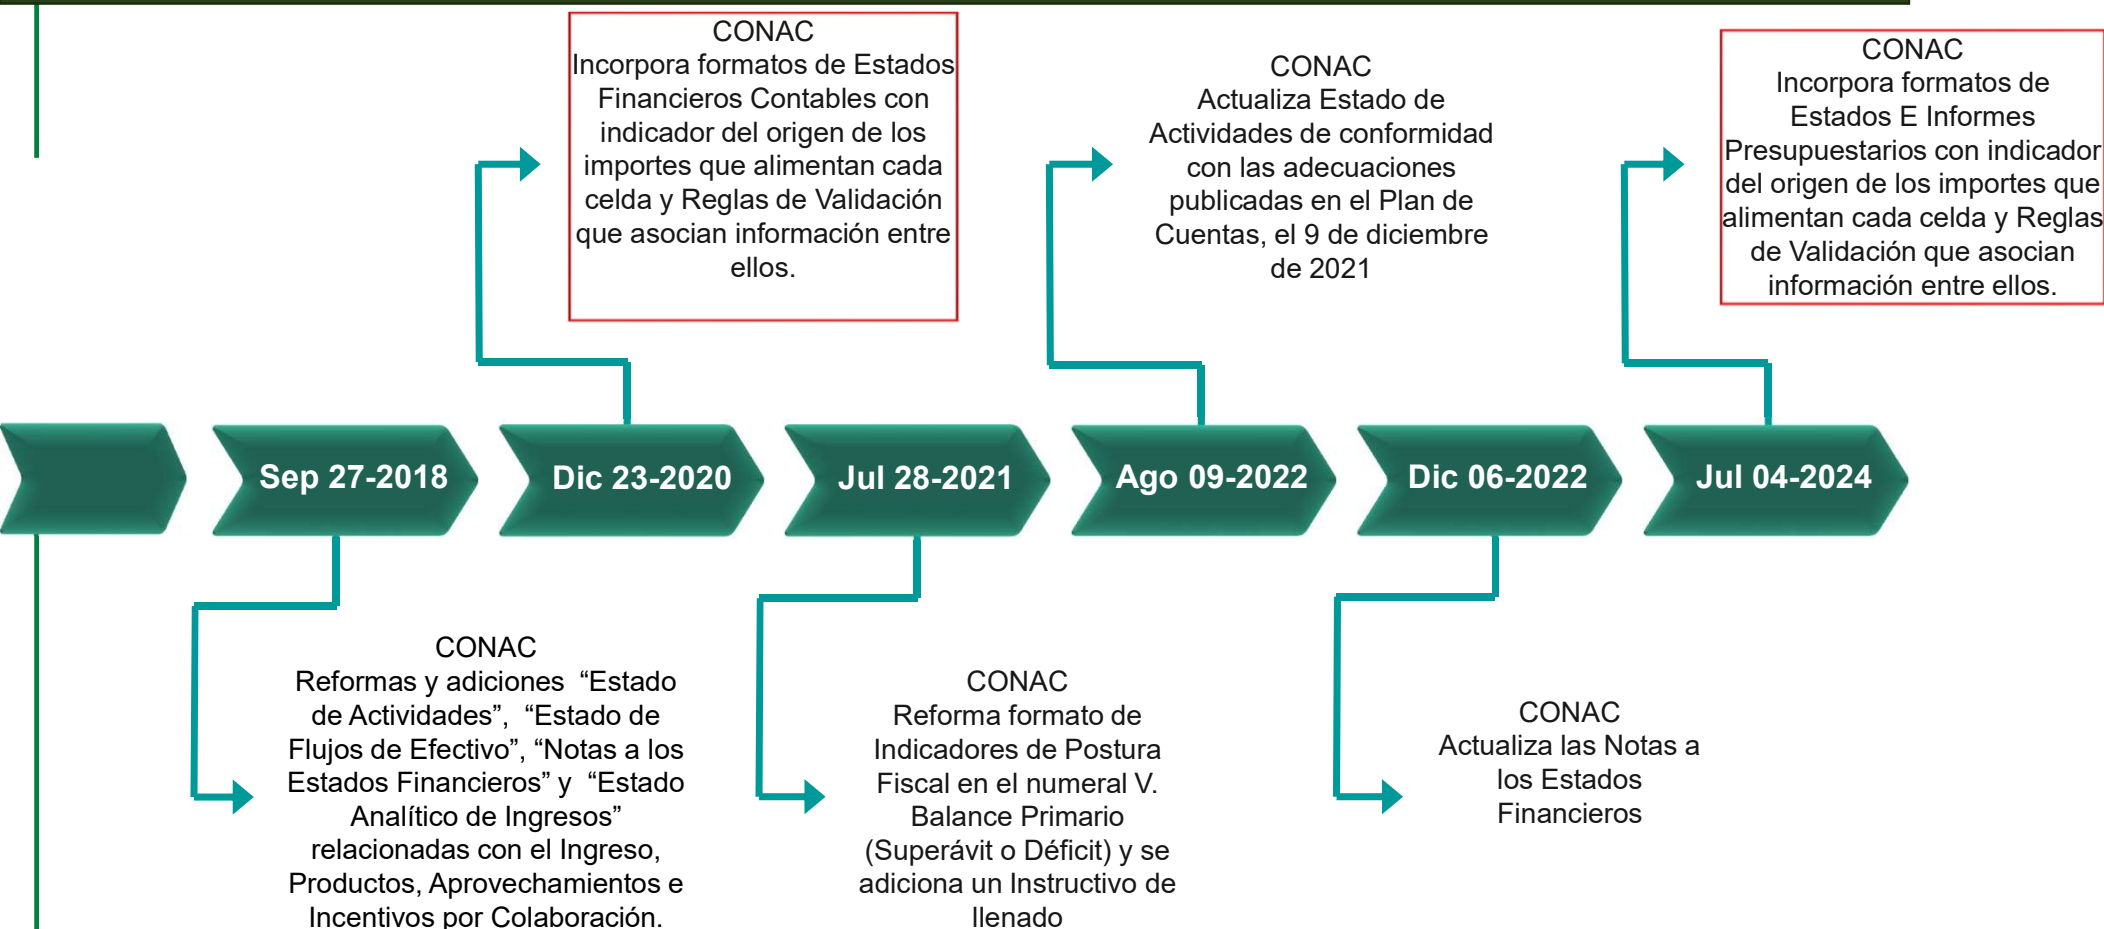 CONAC
Incorpora formatos de Estados
Financieros Contables con
indicador del origen de los
importes que alimentan cada
celda y Reglas de Validación
que asocian información entre
ellos.
CONAC
Actualiza Estado de
Actividades de conformidad
con las adecuaciones
publicadas en el Plan de
Cuentas, el 9 de diciembre
de 2021
CONAC
Incorpora formatos de
Estados E Informes
Presupuestarios con indicador
del origen de los importes que
alimentan cada celda y Reglas
de Validación que asocian
información entre ellos.
Sep 27-2018
Dic 23-2020
Jul 28-2021
Ago 09-2022
Dic 06-2022
Jul 04-2024
CONAC
Reformas y adiciones “Estado
de Actividades”, “Estado de
Flujos de Efectivo”, “Notas a los
Estados Financieros” y “Estado
Analítico de Ingresos”
relacionadas con el Ingreso,
Productos, Aprovechamientos e
Incentivos por Colaboración.
CONAC
Reforma formato de
Indicadores de Postura
Fiscal en el numeral V.
Balance Primario
(Superávit o Déficit) y se
adiciona un Instructivo de
llenado
CONAC
Actualiza las Notas a
los Estados
Financieros